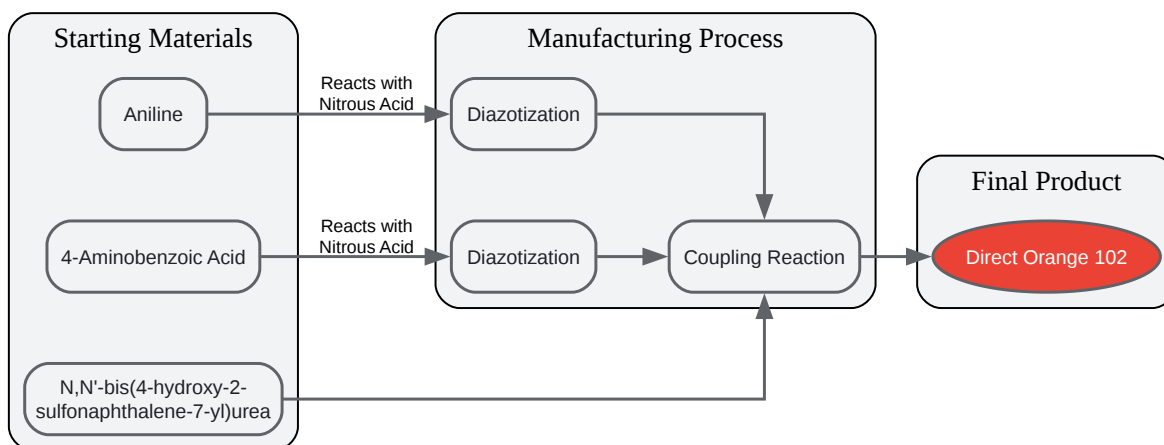 Starting Materials
Manufacturing Process
Aniline
Reacts with
Nitrous Acid
Diazotization
Final Product
4-Aminobenzoic Acid
Reacts with
Nitrous Acid
Diazotization
Coupling Reaction
Direct Orange 102
N,N'-bis(4-hydroxy-2-
sulfonaphthalene-7-yl)urea